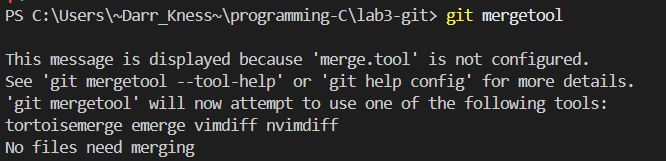 PS C:\Users\~Darr_Kness~\programming-C\lab3-git> git mergetool
This message is displayed because 'merge.tool' is not configured.
See 'git mergetool --tool-help' or 'git help config' for more details.
'git mergetool' will now attempt to use one of the following tools:
tortoisemerge emerge vimdiff nvimdiff
No files need merging